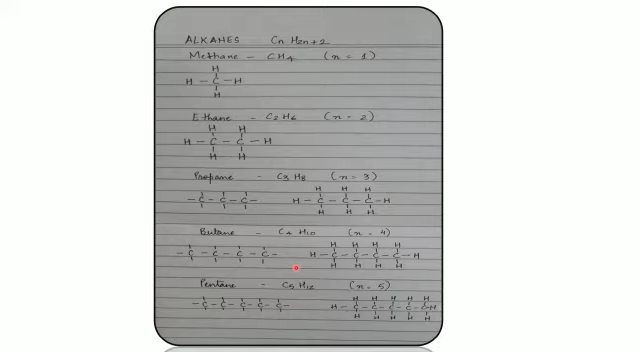 ALKANES CnH2n+2
Methane - CH4 (n = 1)
H
H - C - H
H
Ethane - C2H6 (n = 2)
H H
H - C - C - H
H H
Propane - C3H8 (n = 3)
H H H
- C - C - C - H - C - C - C - H
H H H
Butane - C4H10 (n = 4)
H H H H
- C - C - C - C - H - C - C - C - C - H
H H H H
Pentane - C5H12 (n = 5)
H H H H H
- C - C - C - C - C - H - C - C - C - C - C - H
H H H H H